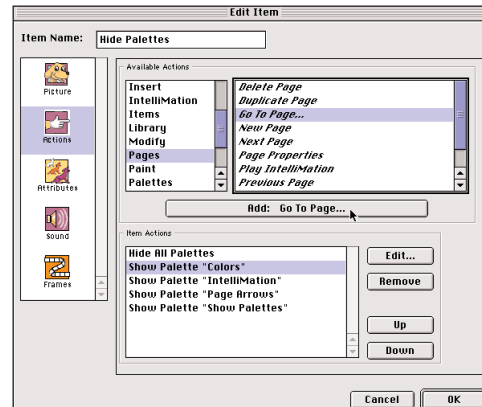 Edit Item
Item Name: Hide Palettes
Picture
Actions
Attributes
Sound
Frames
Available Actions
Insert
IntelliMation
Items
Library
Modify
Pages
Paint
Palettes
Delete Page
Duplicate Page
Go To Page...
New Page
Next Page
Page Properties
Play IntelliMation
Previous Page
Add: Go To Page...
Item Actions
Hide All Palettes
Show Palette "Colors"
Show Palette "IntelliMation"
Show Palette "Page Arrows"
Show Palette "Show Palettes"
Edit...
Remove
Up
Down
Cancel
OK